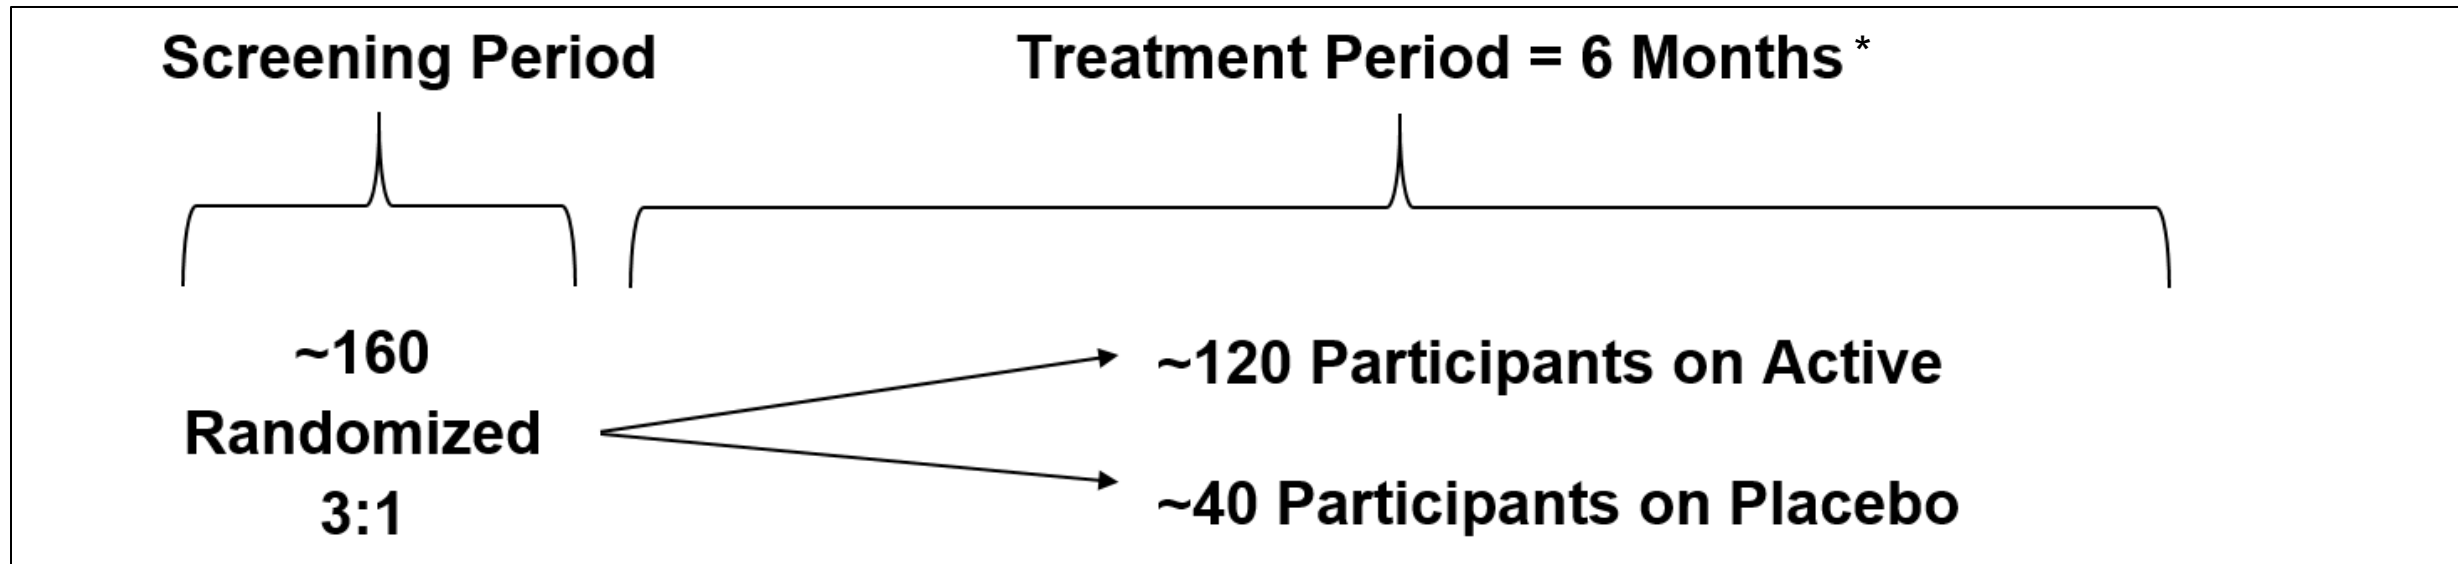 Screening Period
Treatment Period = 6 Months *
~160
Randomized
3:1
~120 Participants on Active
~40 Participants on Placebo